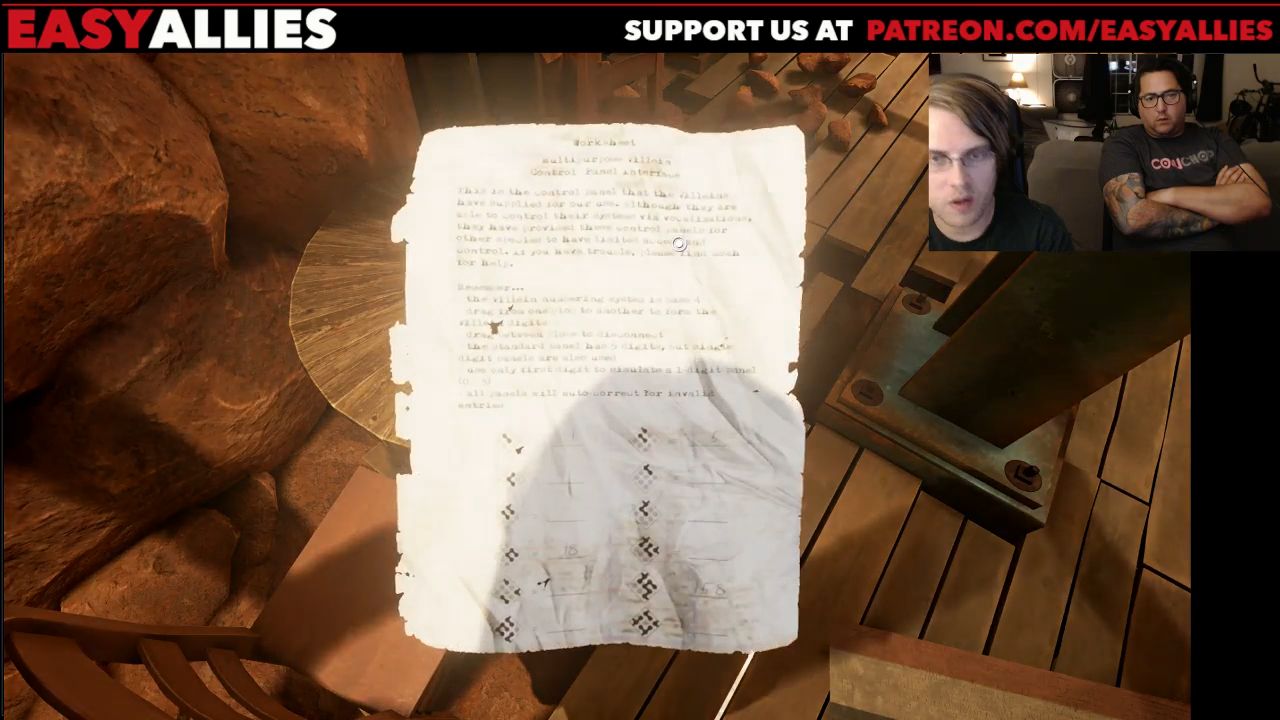 EASYALLIES
SUPPORT US AT PATREON.COM/EASYALLIES
Worksheet
Multipurpose Villein
Control Panel Interface
This is the control panel that the Villeins
have supplied for our use. Although they are
able to control their systems via vocalizations,
they have provided these control panels for
other species to have limited access and
control. If you have trouble, please find
for help.
Remember...
the Villein numbering system is base 4
drag from one to another to form the
Villein digits
drag between to disconnect
the standard panel has 5 digits, but single
digit panels are also used
use only first digit to simulate a 1-digit panel
all panels will auto-correct for invalid
entries
18
CONCHORD